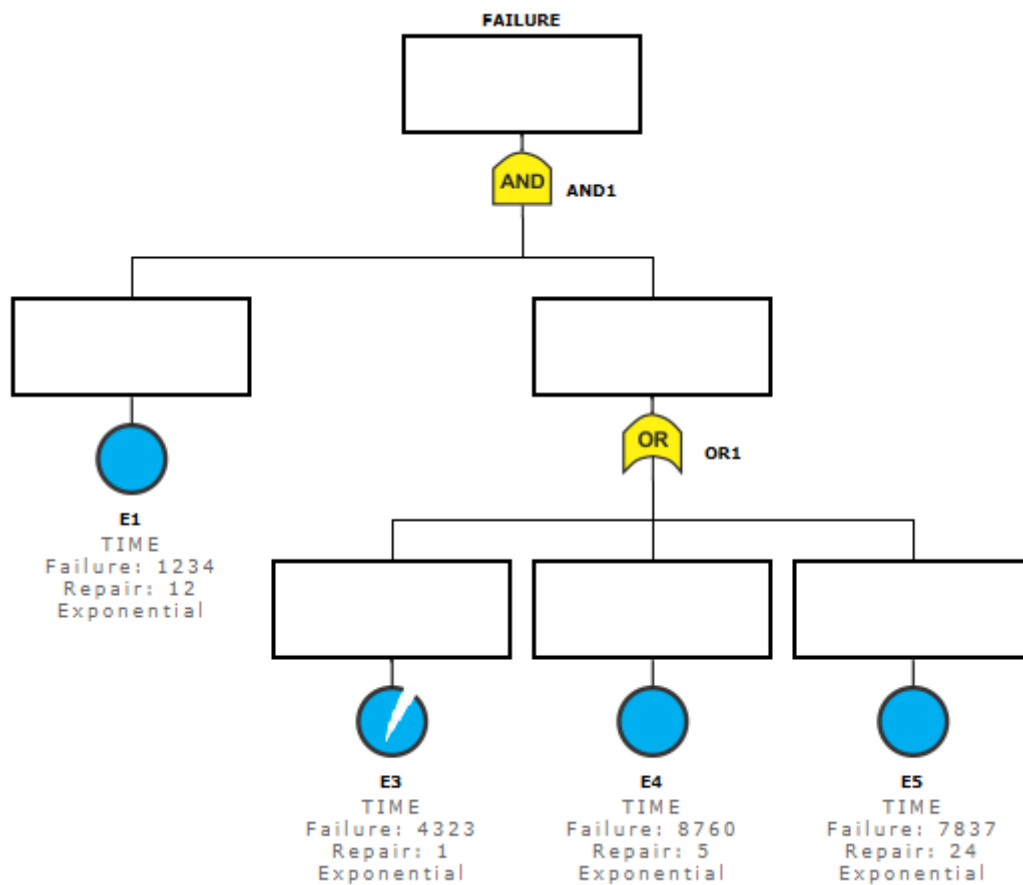 FAILURE
AND
AND1
OR
OR1
E1
TIME
Failure: 1234
Repair: 12
Exponential
E3
TIME
Failure: 4323
Repair: 1
Exponential
E4
TIME
Failure: 8760
Repair: 5
Exponential
E5
TIME
Failure: 7837
Repair: 24
Exponential